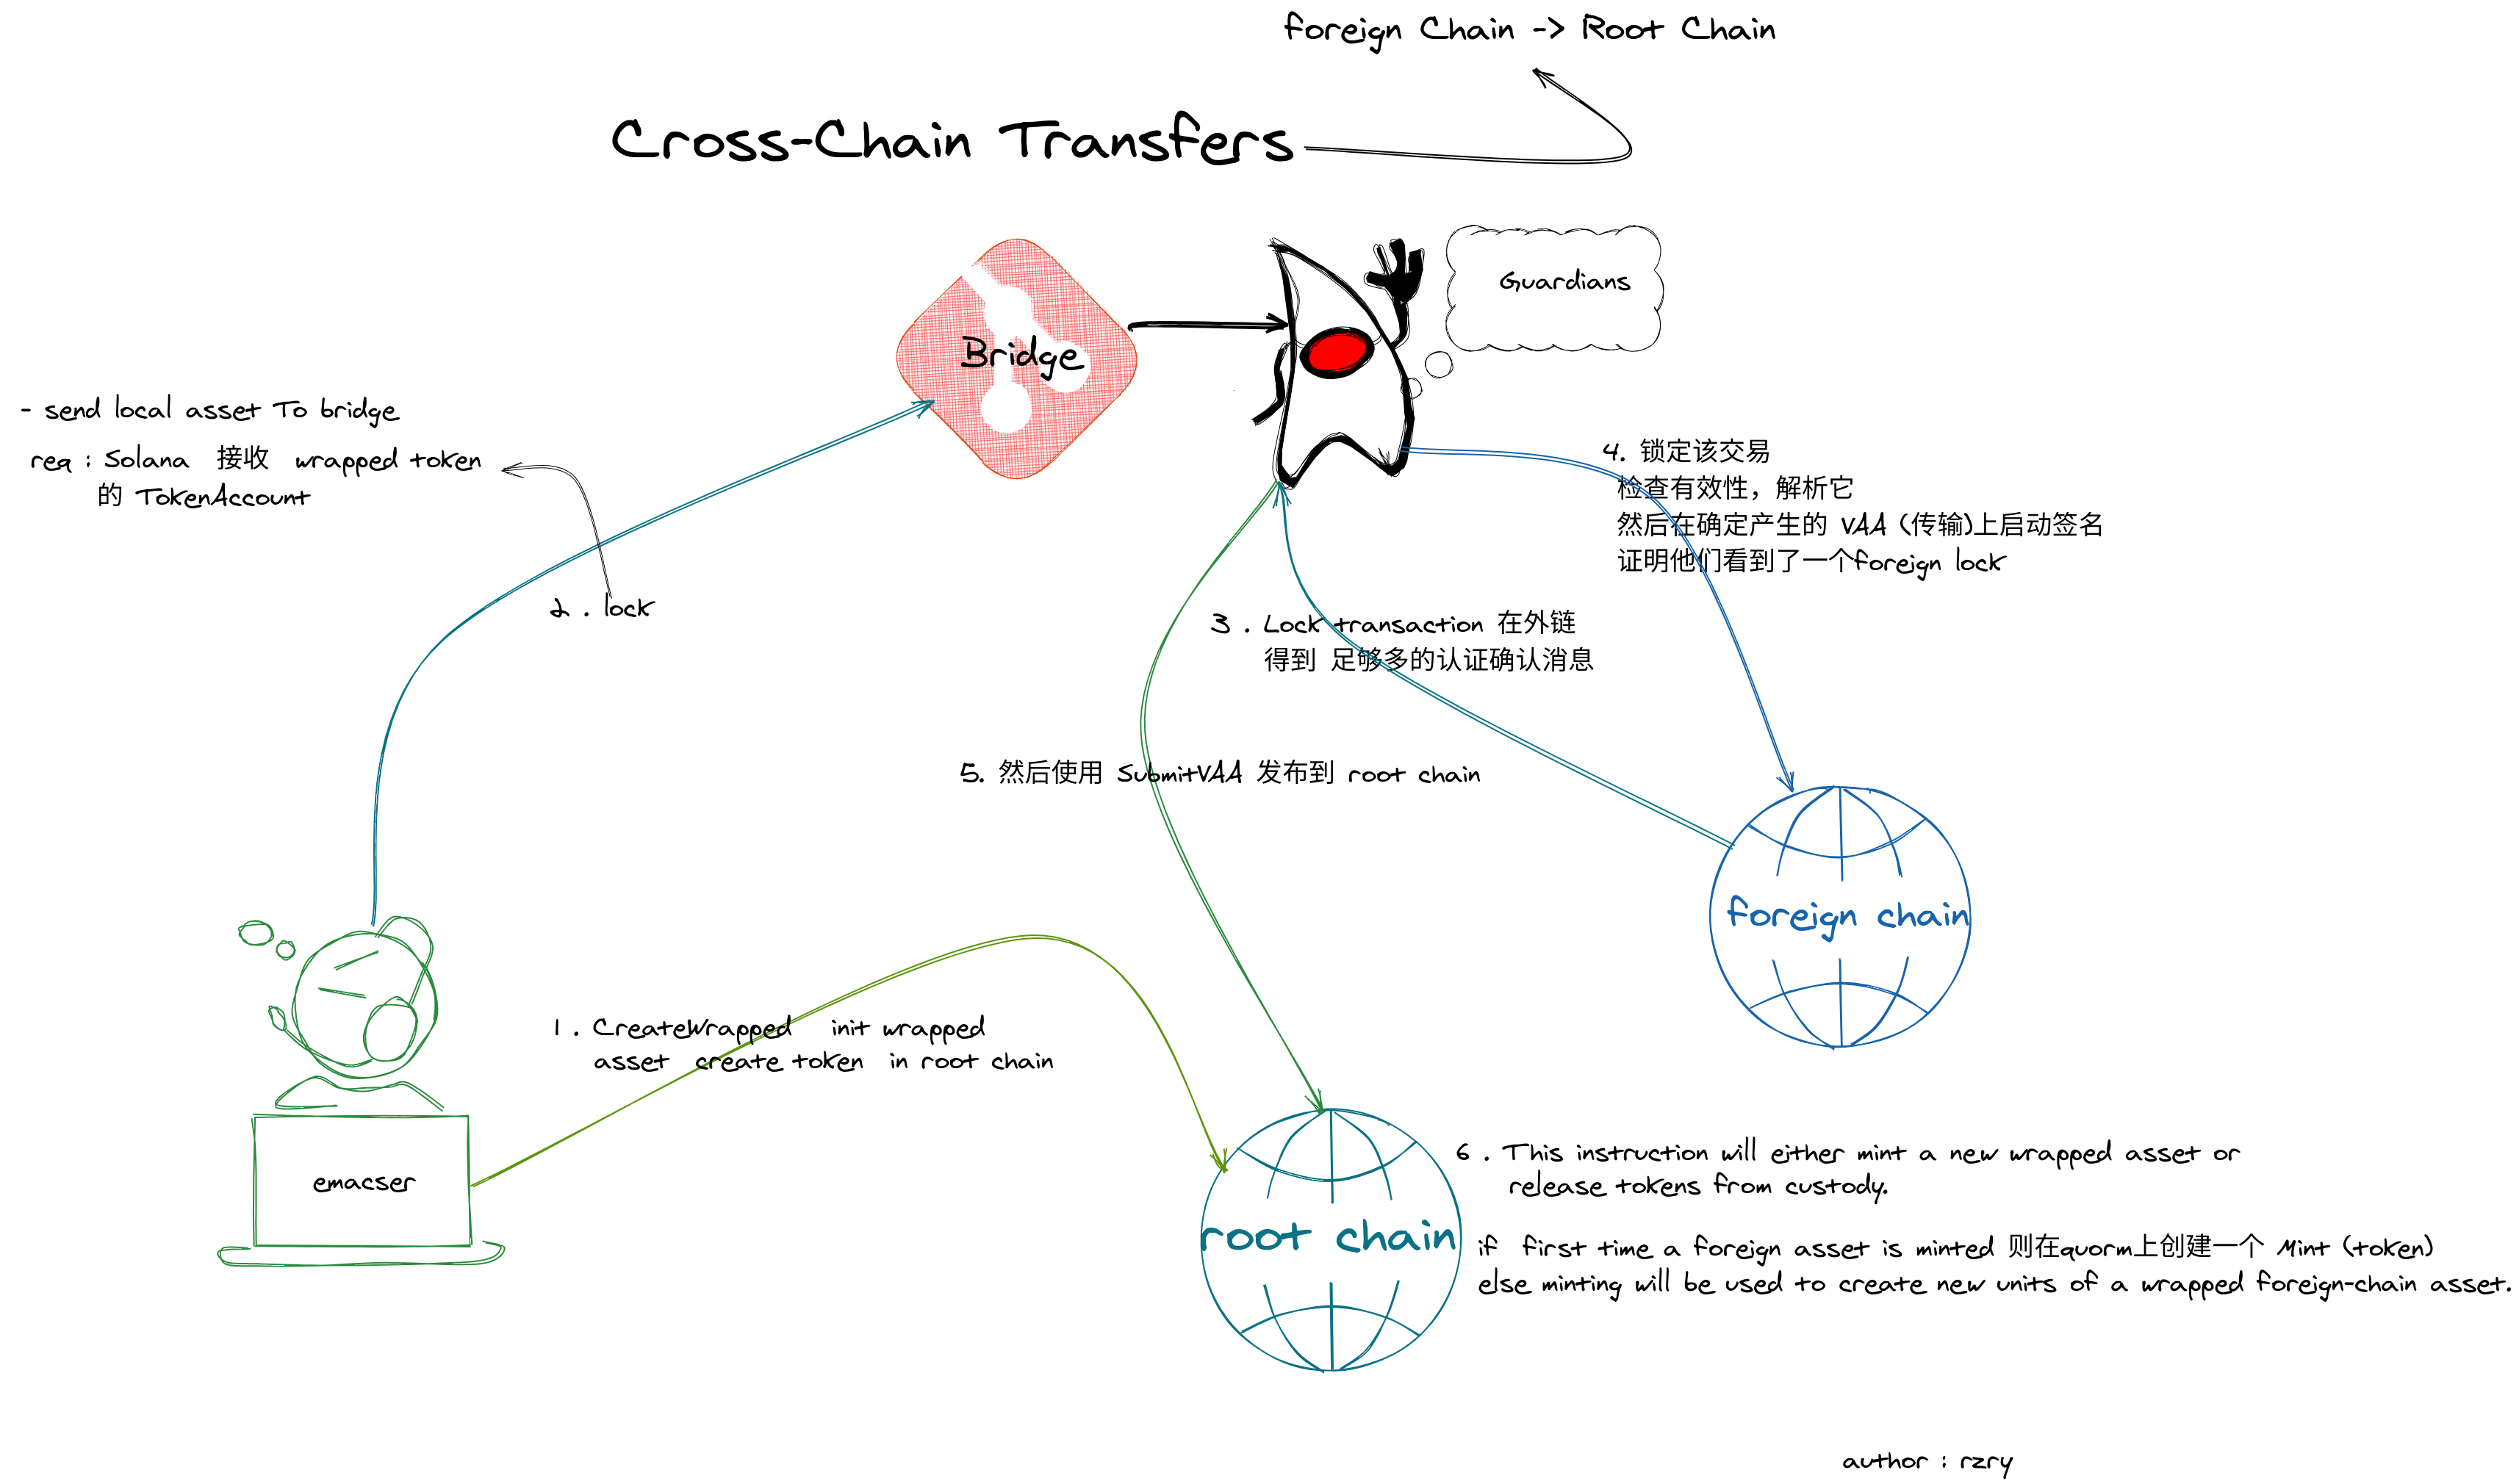 foreign Chain -> Root Chain
Cross-Chain Transfers
Guardians
Bridge
- send local asset To bridge
req : Solana 接收 wrapped token
的 TokenAccount
2 . lock
4. 锁定该交易
检查有效性，解析它
然后在确定产生的 VAA (传输)上启动签名
证明他们看到了一个foreign lock
3 . Lock transaction 在外链
得到 足够多的认证确认消息
5. 然后使用 SubmitVAA 发布到 root chain
foreign chain
1 . CreateWrapped init wrapped
asset create token in root chain
emacser
root chain
6 . This instruction will either mint a new wrapped asset or
release tokens from custody.
if first time a foreign asset is minted 则在quorm上创建一个 Mint (token)
else minting will be used to create new units of a wrapped foreign-chain asset.
author : rzry